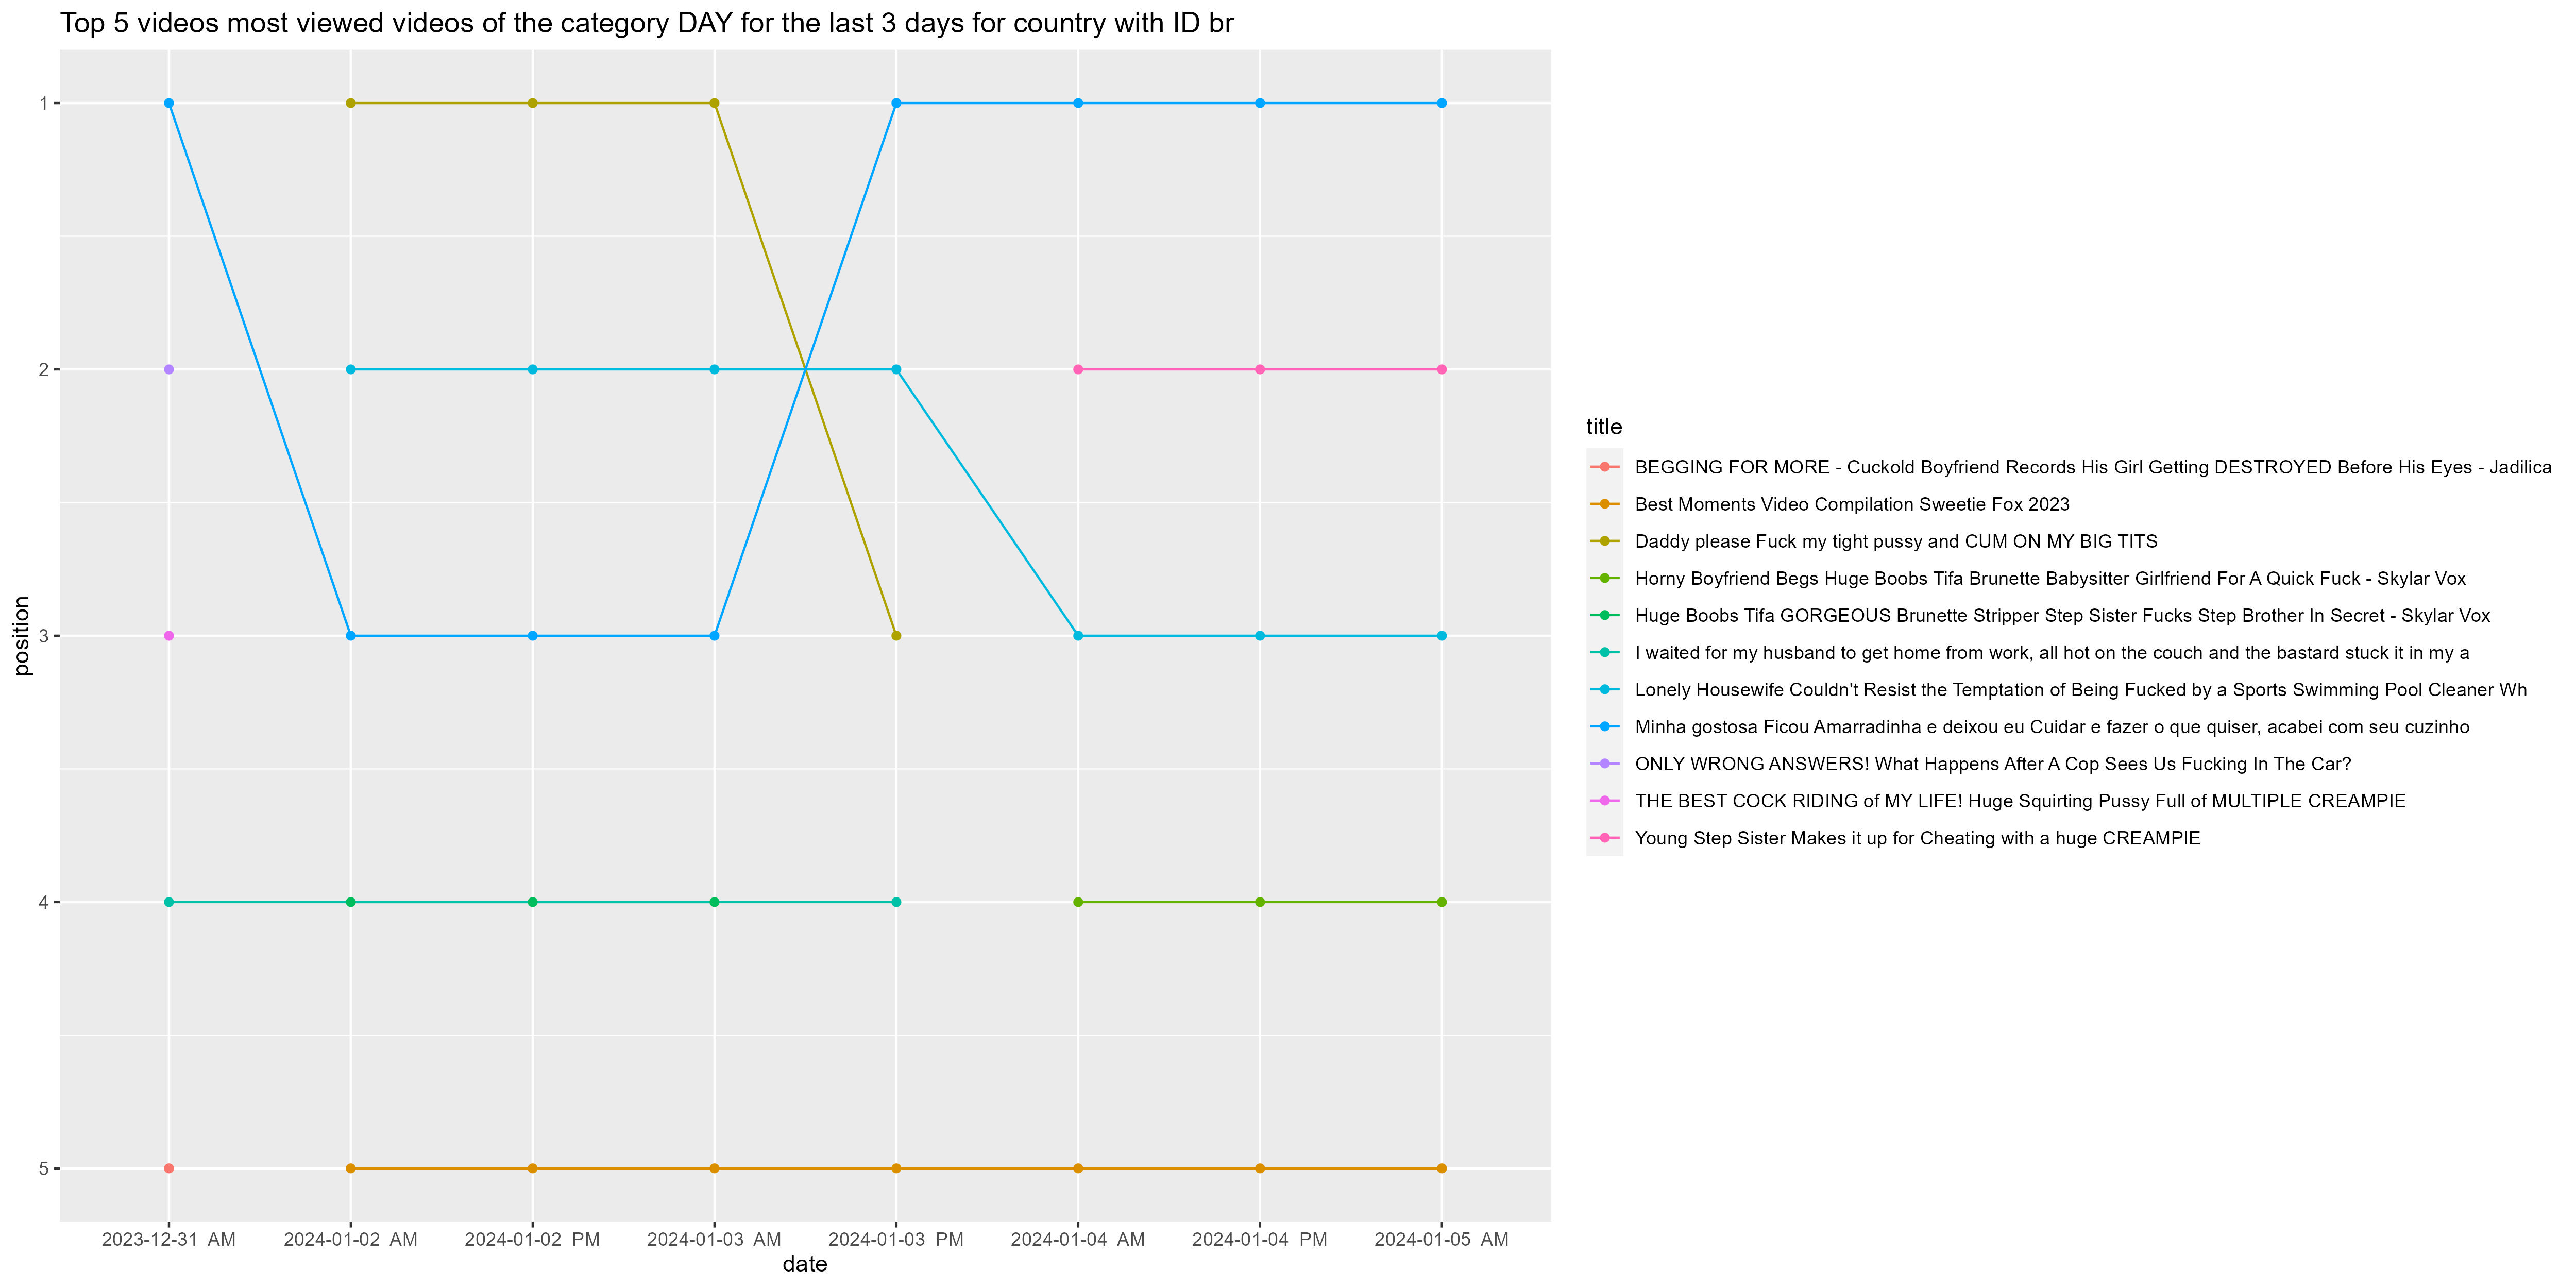 Top 5 videos most viewed videos of the category DAY for the last 3 days for country with ID br
position
1
2
3
4
5
2023-12-31 AM
2024-01-02 AM
2024-01-02 PM
2024-01-03 AM
2024-01-03 PM
2024-01-04 AM
2024-01-04 PM
2024-01-05 AM
date
title
BEGGING FOR MORE - Cuckold Boyfriend Records His Girl Getting DESTROYED Before His Eyes - Jadilica
Best Moments Video Compilation Sweetie Fox 2023
Daddy please Fuck my tight pussy and CUM ON MY BIG TITS
Horny Boyfriend Begs Huge Boobs Tifa Brunette Babysitter Girlfriend For A Quick Fuck - Skylar Vox
Huge Boobs Tifa GORGEOUS Brunette Stripper Step Sister Fucks Step Brother In Secret - Skylar Vox
I waited for my husband to get home from work, all hot on the couch and the bastard stuck it in my a
Lonely Housewife Couldn't Resist the Temptation of Being Fucked by a Sports Swimming Pool Cleaner Wh
Minha gostosa Ficou Amarradinha e deixou eu Cuidar e fazer o que quiser, acabei com seu cuzinho
ONLY WRONG ANSWERS! What Happens After A Cop Sees Us Fucking In The Car?
THE BEST COCK RIDING of MY LIFE! Huge Squirting Pussy Full of MULTIPLE CREAMPIE
Young Step Sister Makes it up for Cheating with a huge CREAMPIE